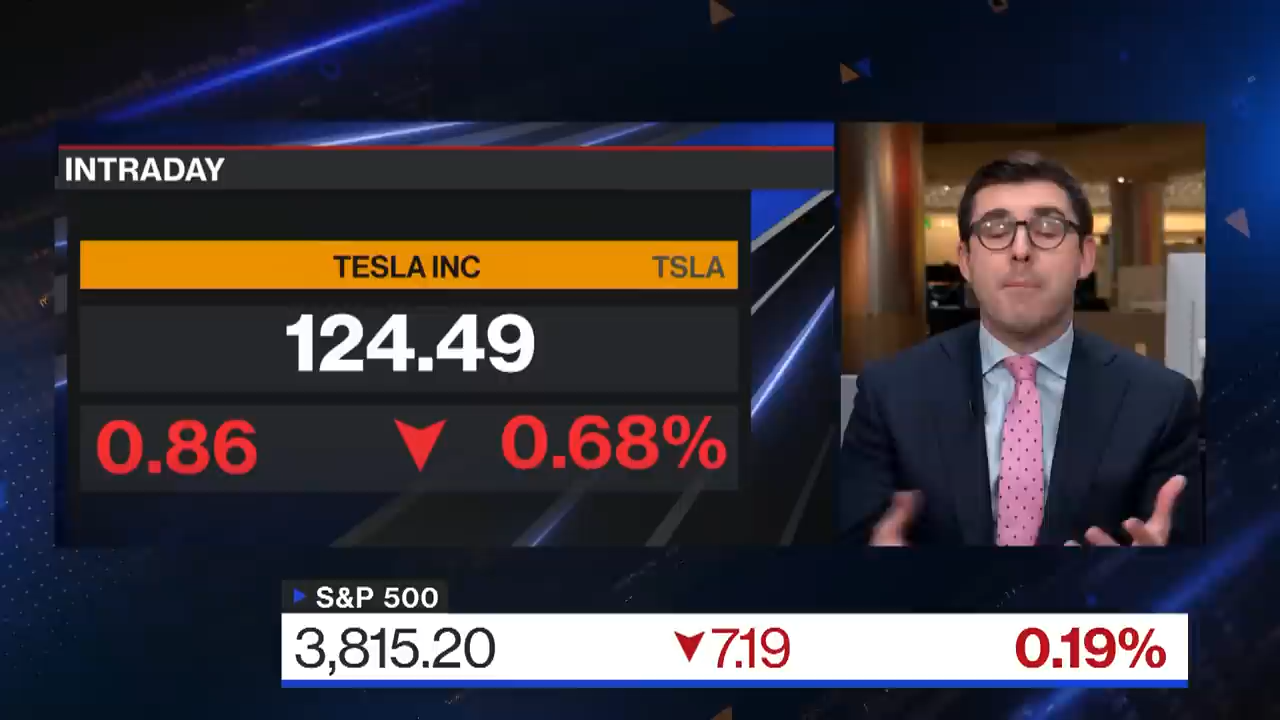 INTRADAY
TESLA INC TSLA
124.49
0.86 0.68%
S&P 500
3,815.20 7.19 0.19%